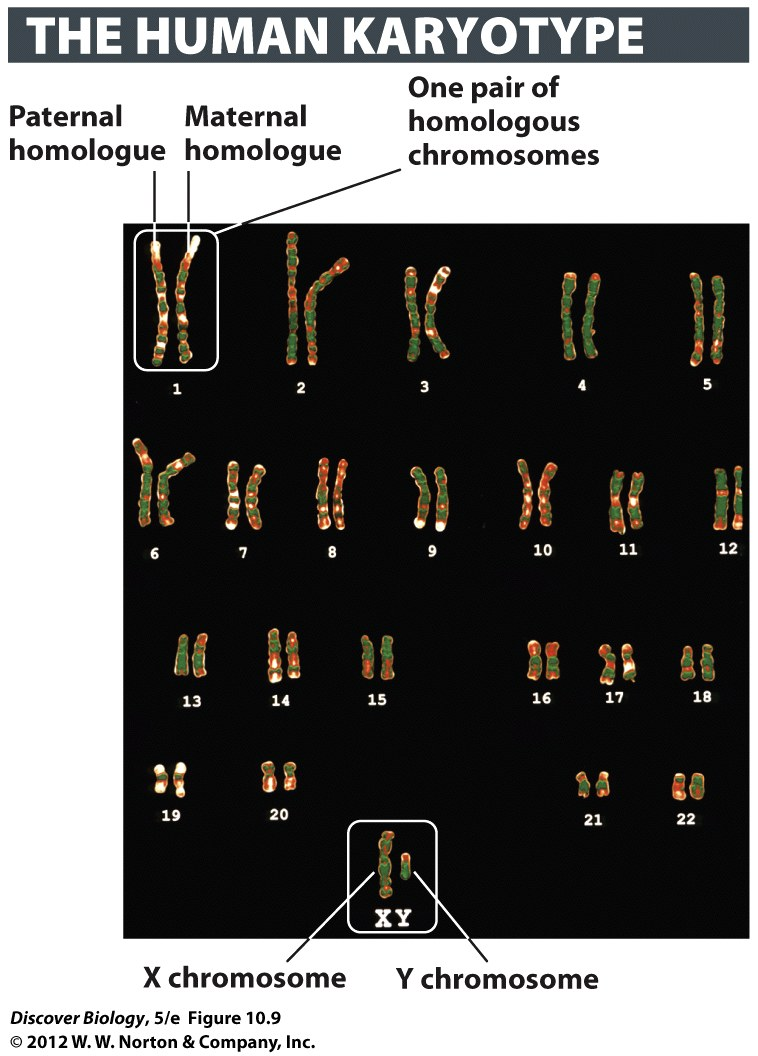 THE HUMAN KARYOTYPE
One pair of
homologous
chromosomes
Paternal
homologue
Maternal
homologue
1
2
3
4
5
6
7
8
9
10
11
12
13
14
15
16
17
18
19
20
21
22
X Y
X chromosome
Y chromosome
Discover Biology, 5/e Figure 10.9
© 2012 W. W. Norton & Company, Inc.